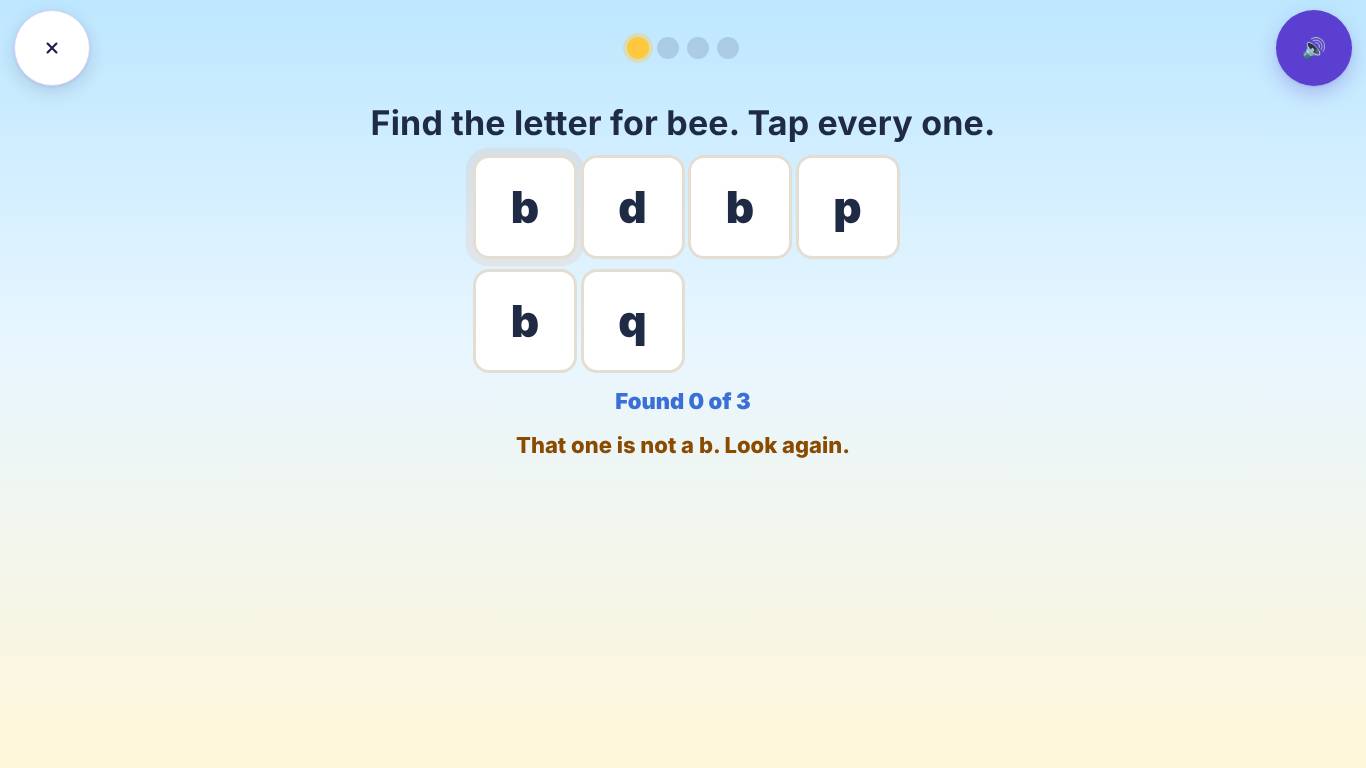 ×
🔊
Find the letter for bee. Tap every one.
b d b p
b q
Found 0 of 3
That one is not a b. Look again.